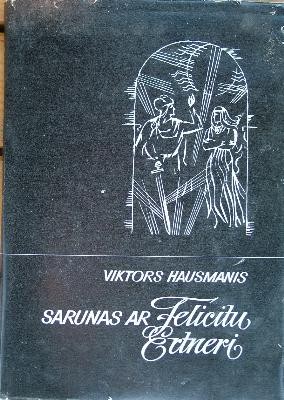 VIKTORS HAUSMANIS
SARUNAS AR Felicitu
Ertneri